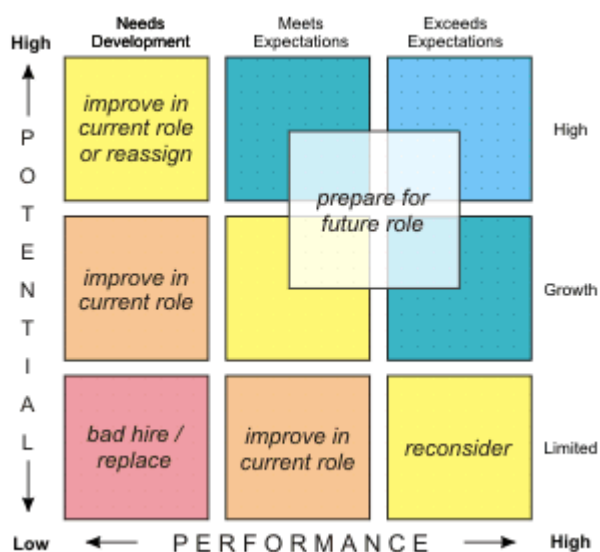 Needs
Development
Meets
Expectations
Exceeds
Expectations
High
POTENTIAL
improve in
current role
or reassign
High
prepare for
future role
improve in
current role
Growth
bad hire /
replace
improve in
current role
reconsider
Limited
Low
PERFORMANCE
High